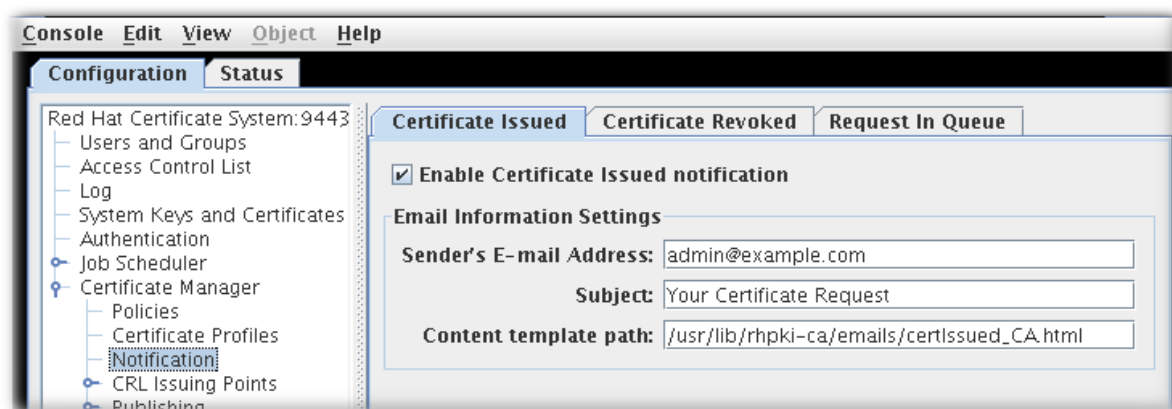 Console Edit View Object Help
Configuration Status
Red Hat Certificate System:9443
Users and Groups
Access Control List
Log
System Keys and Certificates
Authentication
Job Scheduler
Certificate Manager
Policies
Certificate Profiles
Notification
CRL Issuing Points
Publishing
Certificate Issued Certificate Revoked Request In Queue
Enable Certificate Issued notification
Email Information Settings
Sender's E-mail Address: admin@example.com
Subject: Your Certificate Request
Content template path: /usr/lib/rhpki-ca/emails/certIssued_CA.html